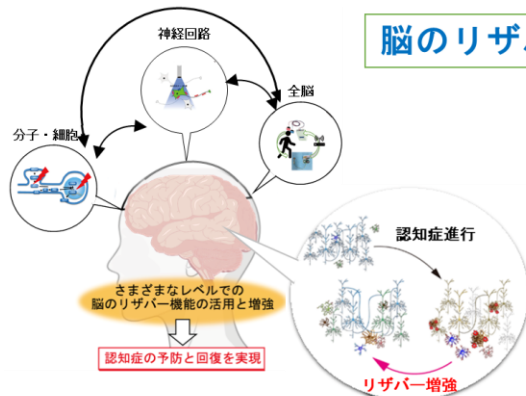 脳のリザバ
神経回路
全脳
分子・細胞
認知症進行
さまざまなレベルでの
脳のリザバー機能の活用と増強
認知症の予防と回復を実現
リザバー増強